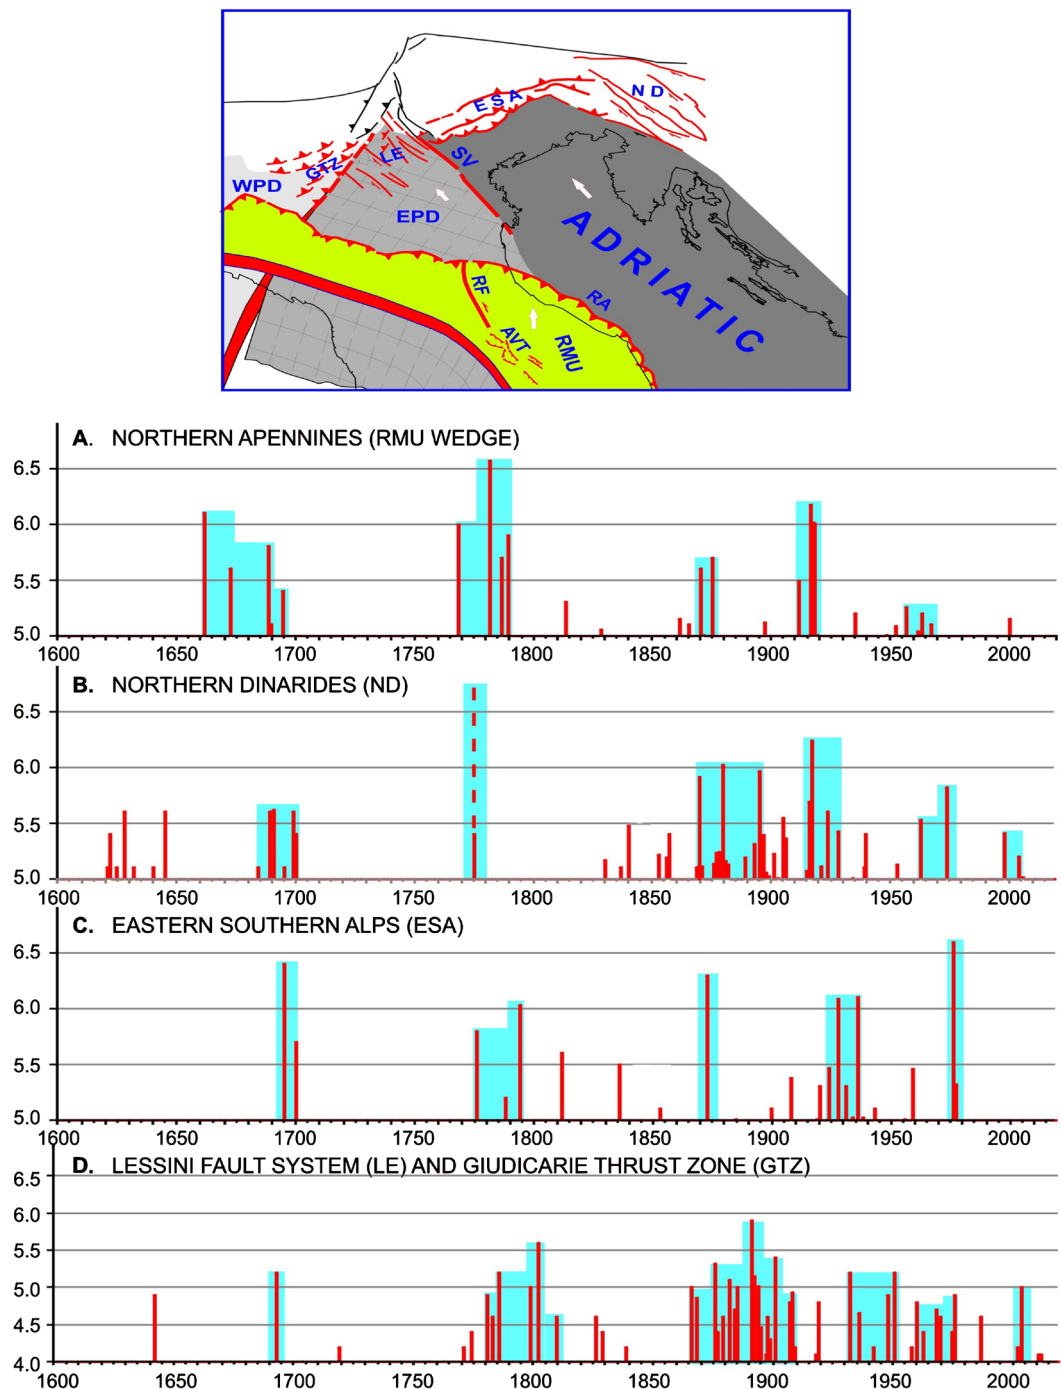 N D
E S A
GTZ
LE
SV
WPD
EPD
ADRIATIC
RF
RA
AVT
RMU
A. NORTHERN APENNINES (RMU WEDGE)
6.5
6.0
5.5
5.0
1600 1650 1700 1750 1800 1850 1900 1950 2000
B. NORTHERN DINARIDES (ND)
6.5
6.0
5.5
5.0
1600 1650 1700 1750 1800 1850 1900 1950 2000
C. EASTERN SOUTHERN ALPS (ESA)
6.5
6.0
5.5
5.0
1600 1650 1700 1750 1800 1850 1900 1950 2000
D. LESSINI FAULT SYSTEM (LE) AND GIUDICARIE THRUST ZONE (GTZ)
6.5
6.0
5.5
5.0
4.5
4.0
1600 1650 1700 1750 1800 1850 1900 1950 2000